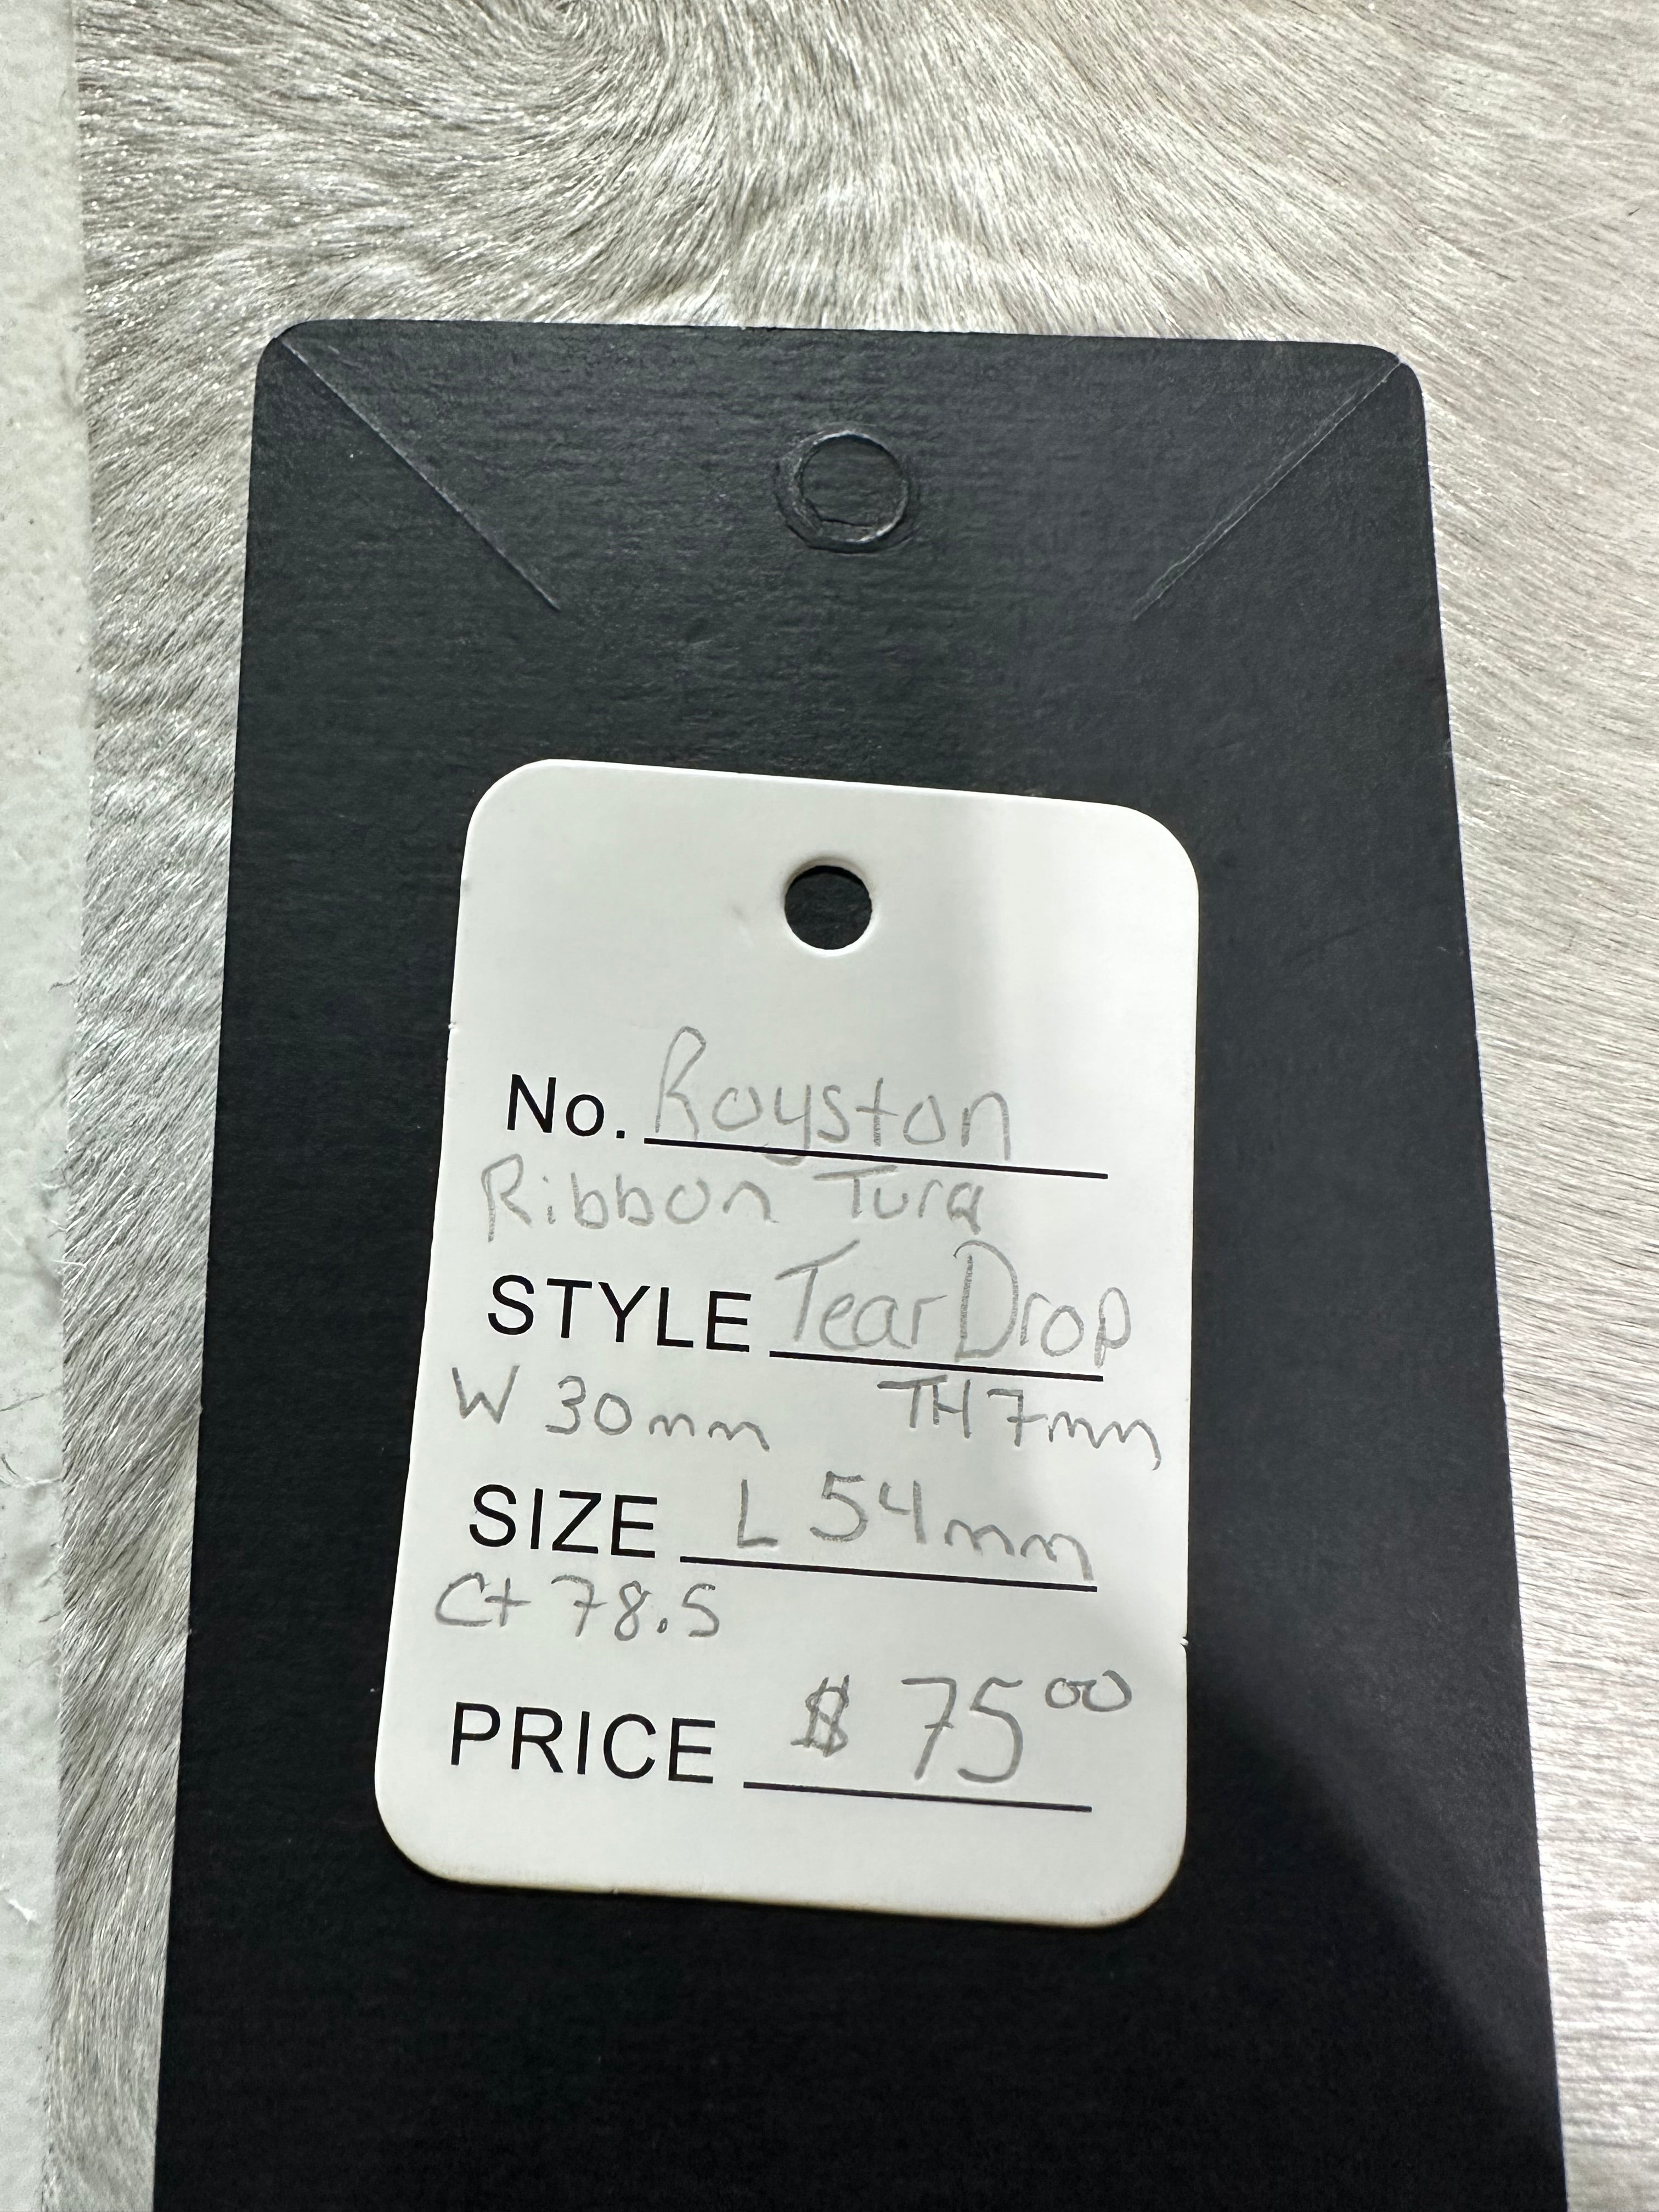 No. Royston
Ribbon Turq
STYLE Tear Drop
W 30mm TH 7mm
SIZE L 54mm
Ct 78.5
PRICE $ 75 00